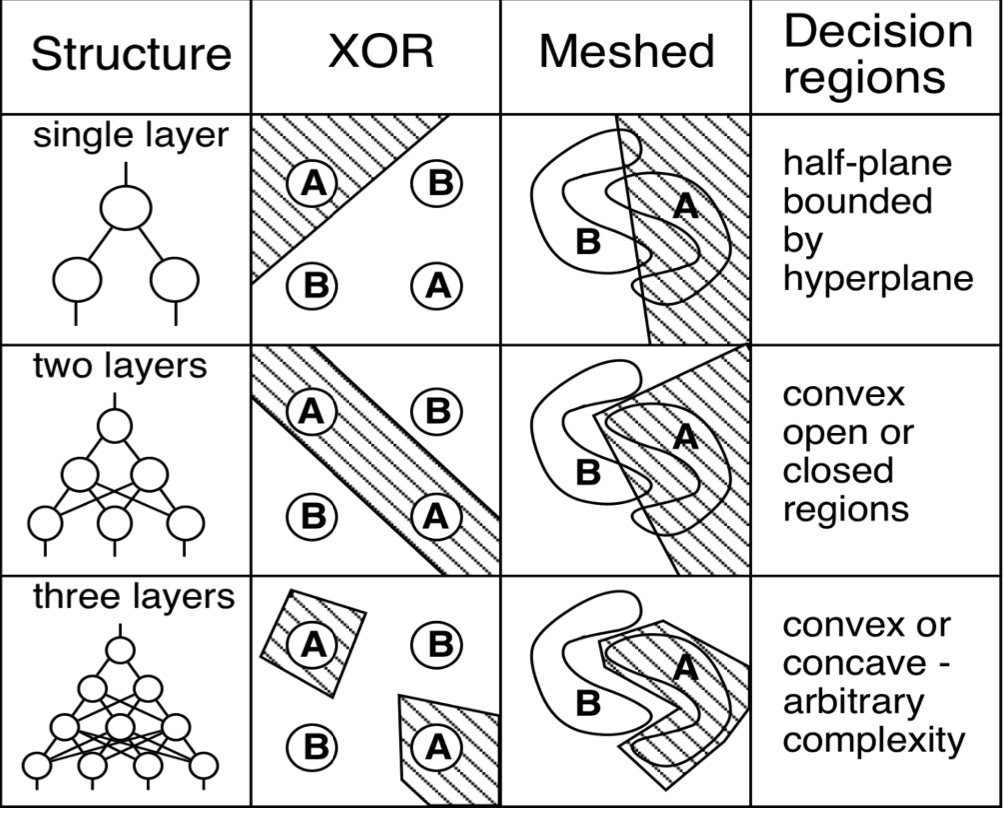 Structure
XOR
Meshed
Decision
regions
single layer
A
B
B
A
A
B
half-plane
bounded
by
hyperplane
two layers
A
B
B
A
A
B
convex
open or
closed
regions
three layers
A
B
B
A
A
B
convex or
concave -
arbitrary
complexity